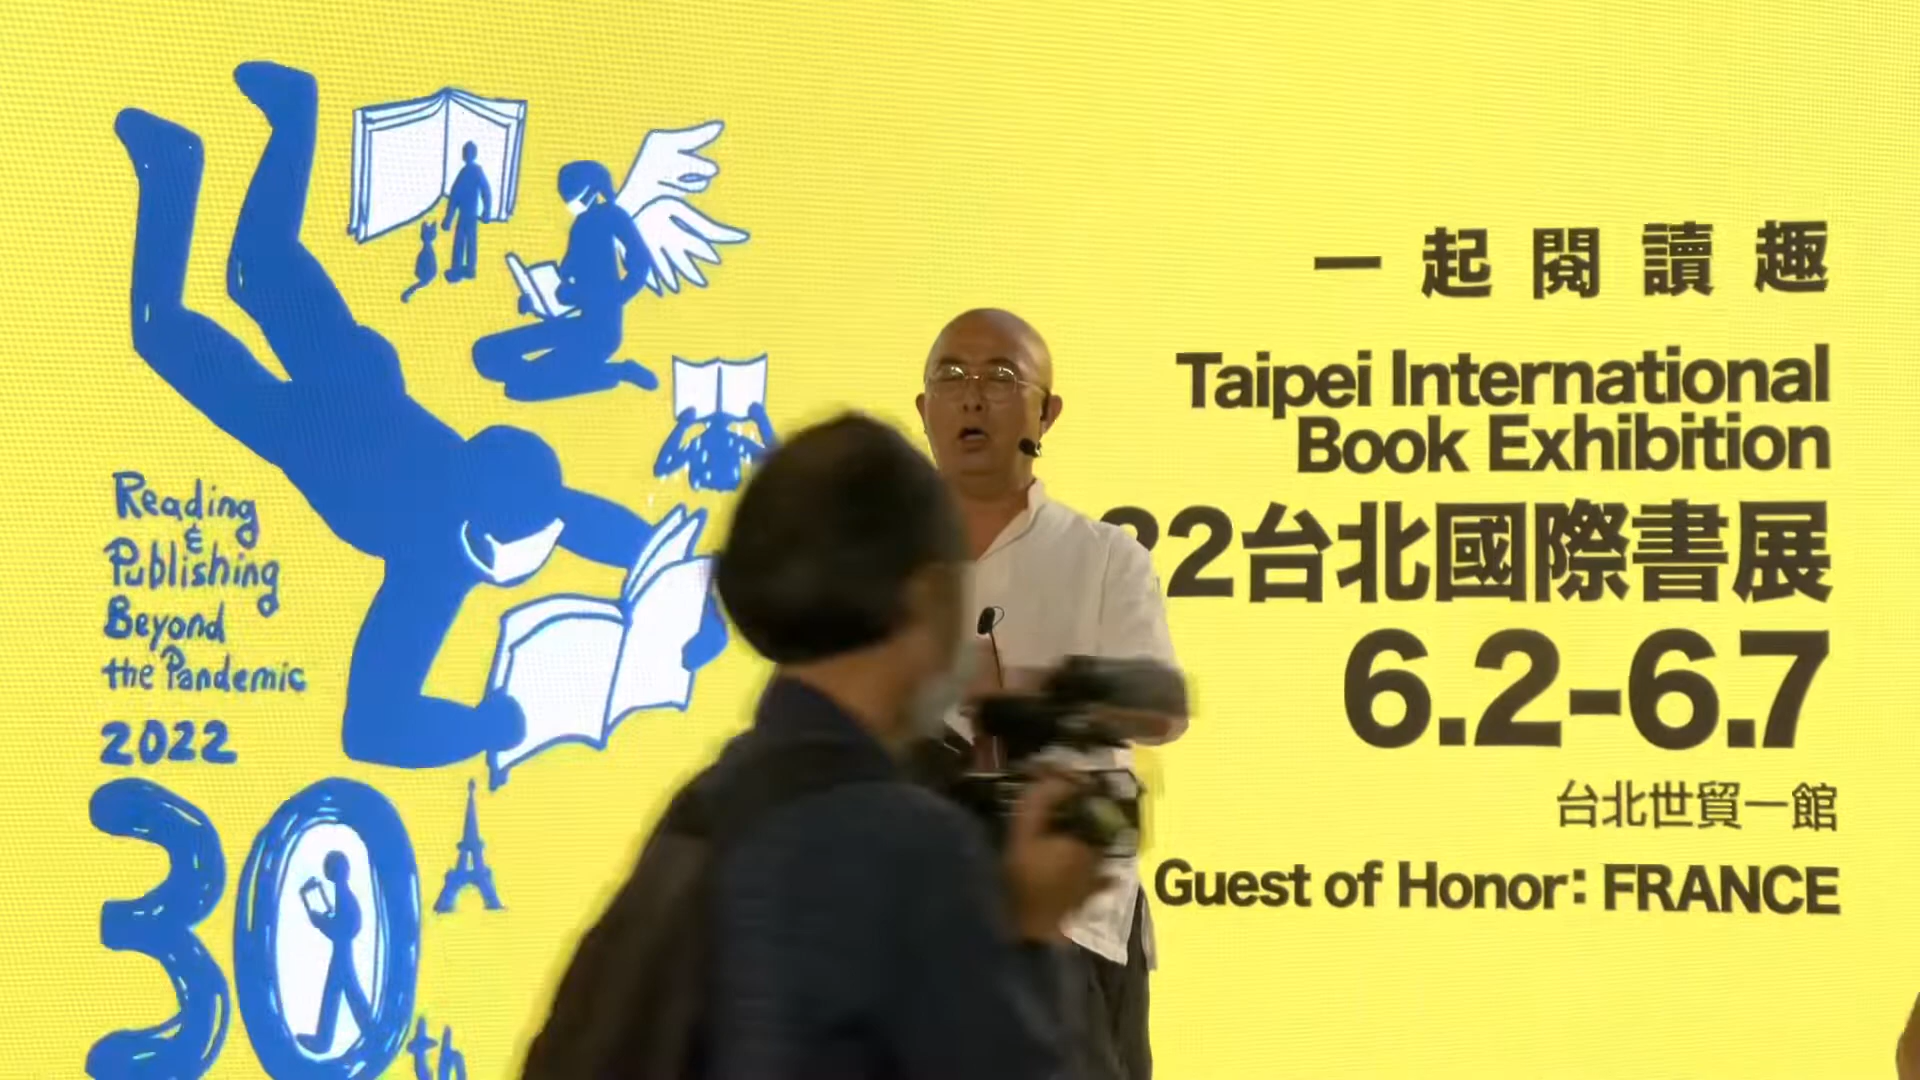 Reading
&
Publishing
Beyond
the Pandemic
2022
30th
一起閱讀趣
Taipei International
Book Exhibition
22台北國際書展
6.2-6.7
台北世貿一館
Guest of Honor: FRANCE